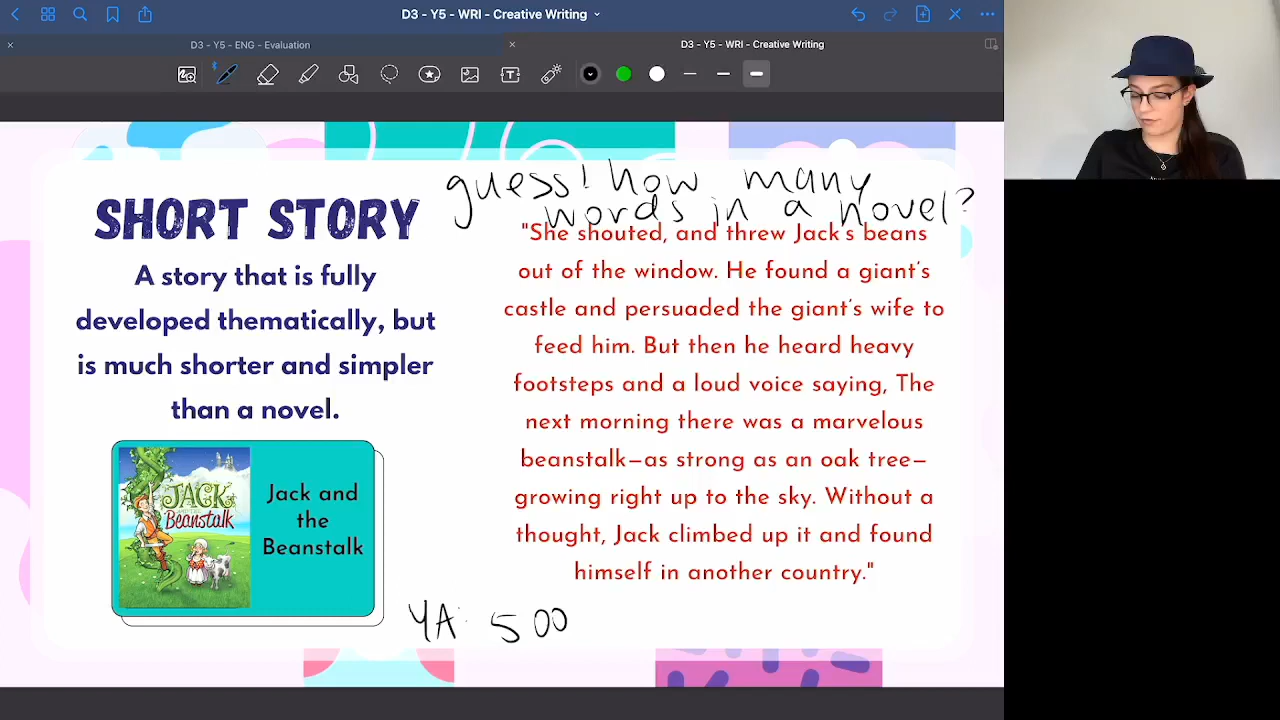 D3 - Y5 - WRI - Creative Writing
D3 - Y5 - ENG - Evaluation
D3 - Y5 - WRI - Creative Writing
guess! how many
words in a novel?
SHORT STORY
A story that is fully
developed thematically, but
is much shorter and simpler
than a novel.
JACK
AND THE
Beanstalk
Jack and
the
Beanstalk
"She shouted, and threw Jack's beans
out of the window. He found a giant's
castle and persuaded the giant's wife to
feed him. But then he heard heavy
footsteps and a loud voice saying, The
next morning there was a marvelous
beanstalk—as strong as an oak tree—
growing right up to the sky. Without a
thought, Jack climbed up it and found
himself in another country."
YA: 500